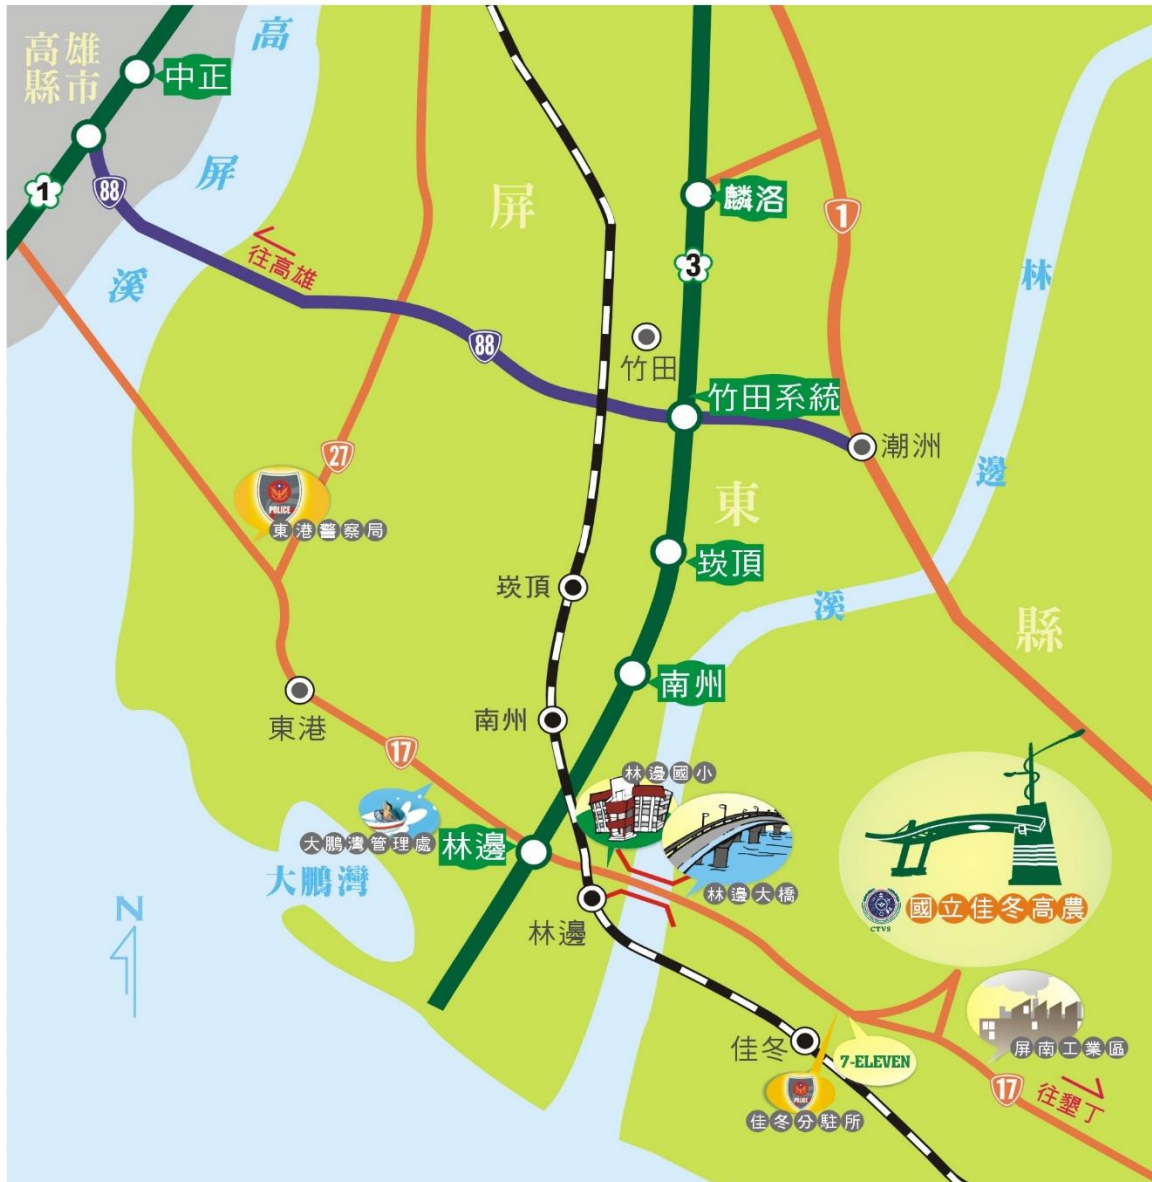 高雄
縣市
中正
高
屏
溪
1
88
往高雄
屏
東
縣
麟洛
3
1
林
邊
溪
竹田
88
竹田系統
潮洲
27
POLICE
東港警察局
崁頂
崁頂
南州
南州
東港
17
大鵬灣管理處
大鵬灣
林邊
林邊國小
林邊大橋
林邊
CTVS
國立佳冬高農
N
佳冬
7-ELEVEN
POLICE
佳冬分駐所
屏南工業區
17
往墾丁